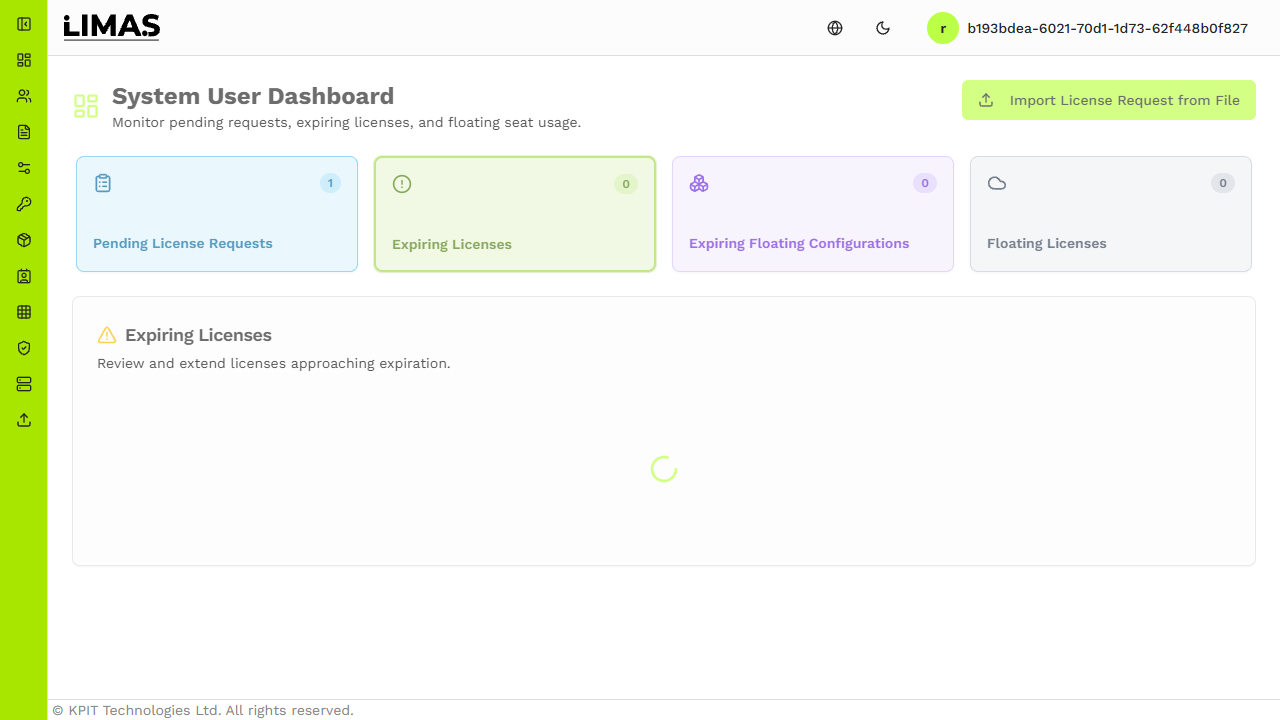 LIMAS
r b193bdea-6021-70d1-1d73-62f448b0f827
System User Dashboard
Monitor pending requests, expiring licenses, and floating seat usage.
Import License Request from File
1
Pending License Requests
0
Expiring Licenses
0
Expiring Floating Configurations
0
Floating Licenses
Expiring Licenses
Review and extend licenses approaching expiration.
© KPIT Technologies Ltd. All rights reserved.